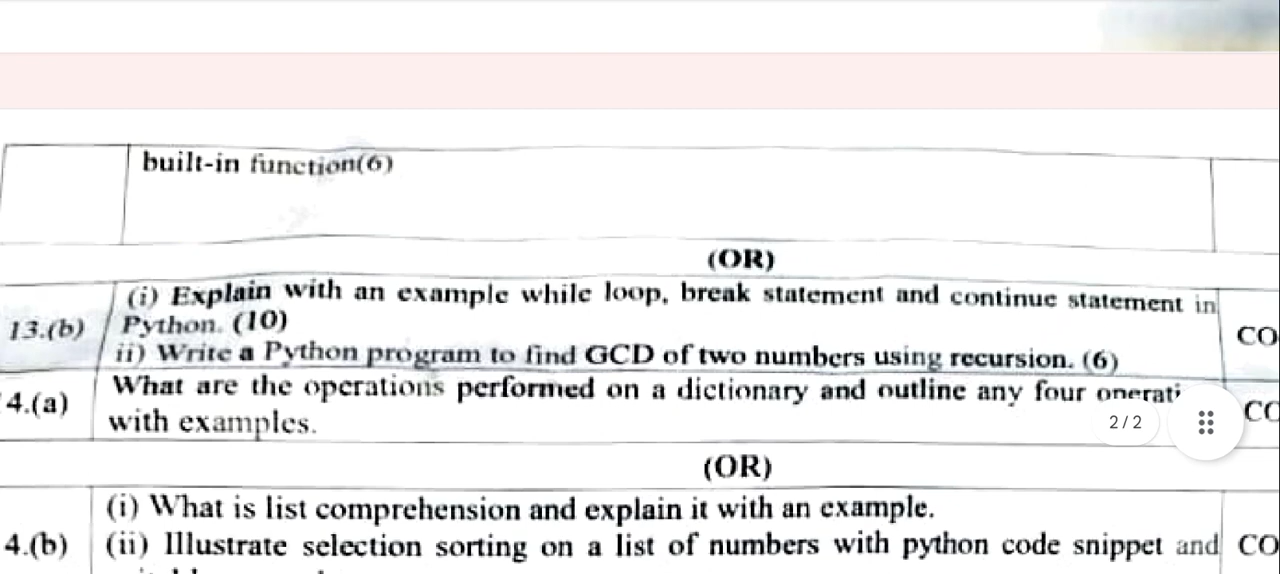 built-in function(6)
(OR)
13.(b)
(i) Explain with an example while loop, break statement and continue statement in
Python. (10)
ii) Write a Python program to find GCD of two numbers using recursion. (6)
CO
4.(a)
What are the operations performed on a dictionary and outline any four operati
with examples.
CO
2/2
(OR)
4.(b)
(i) What is list comprehension and explain it with an example.
(ii) Illustrate selection sorting on a list of numbers with python code snippet and
CO